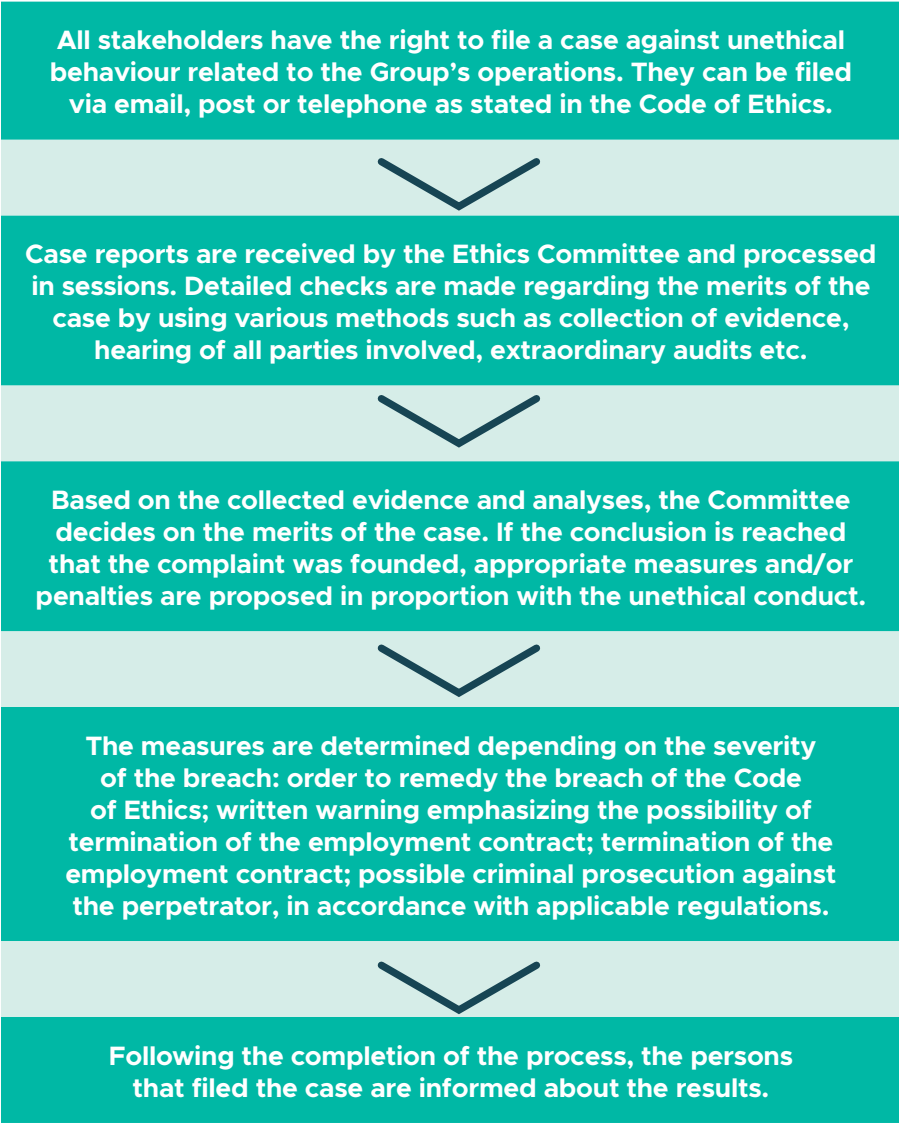 All stakeholders have the right to file a case against unethical
behaviour related to the Group's operations. They can be filed
via email, post or telephone as stated in the Code of Ethics.
Case reports are received by the Ethics Committee and processed
in sessions. Detailed checks are made regarding the merits of the
case by using various methods such as collection of evidence,
hearing of all parties involved, extraordinary audits etc.
Based on the collected evidence and analyses, the Committee
decides on the merits of the case. If the conclusion is reached
that the complaint was founded, appropriate measures and/or
penalties are proposed in proportion with the unethical conduct.
The measures are determined depending on the severity
of the breach: order to remedy the breach of the Code
of Ethics; written warning emphasizing the possibility of
termination of the employment contract; termination of the
employment contract; possible criminal prosecution against
the perpetrator, in accordance with applicable regulations.
Following the completion of the process, the persons
that filed the case are informed about the results.